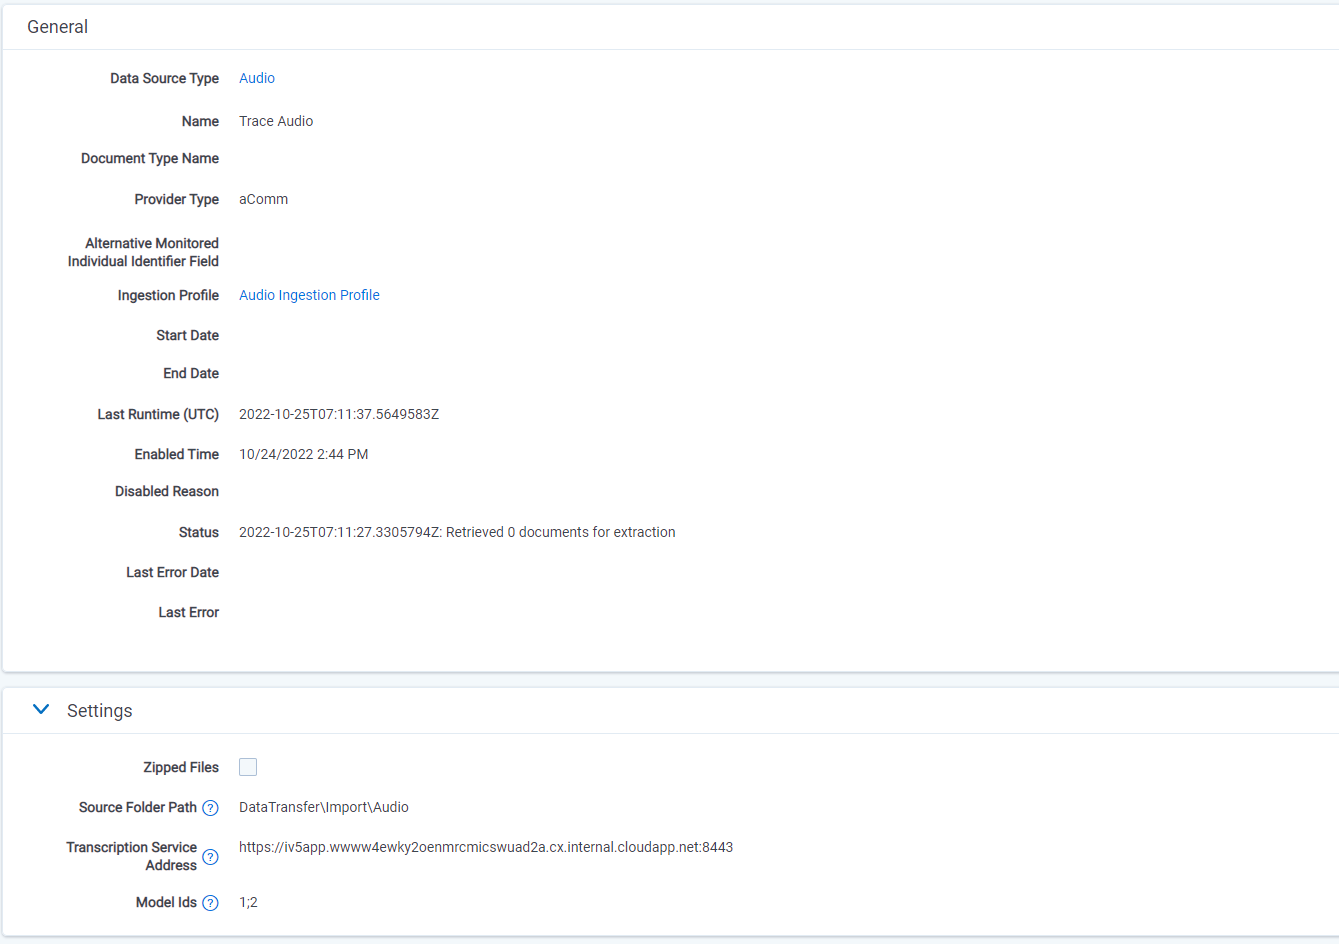 General
Data Source Type Audio
Name Trace Audio
Document Type Name
Provider Type aComm
Alternative Monitored
Individual Identifier Field
Ingestion Profile Audio Ingestion Profile
Start Date
End Date
Last Runtime (UTC) 2022-10-25T07:11:37.5649583Z
Enabled Time 10/24/2022 2:44 PM
Disabled Reason
Status 2022-10-25T07:11:27.3305794Z: Retrieved 0 documents for extraction
Last Error Date
Last Error
Settings
Zipped Files
Source Folder Path ? DataTransfer\Import\Audio
Transcription Service
Address ? https://iv5app.wwww4ewky2oenmrcmicswuad2a.cx.internal.cloudapp.net:8443
Model Ids ? 1;2